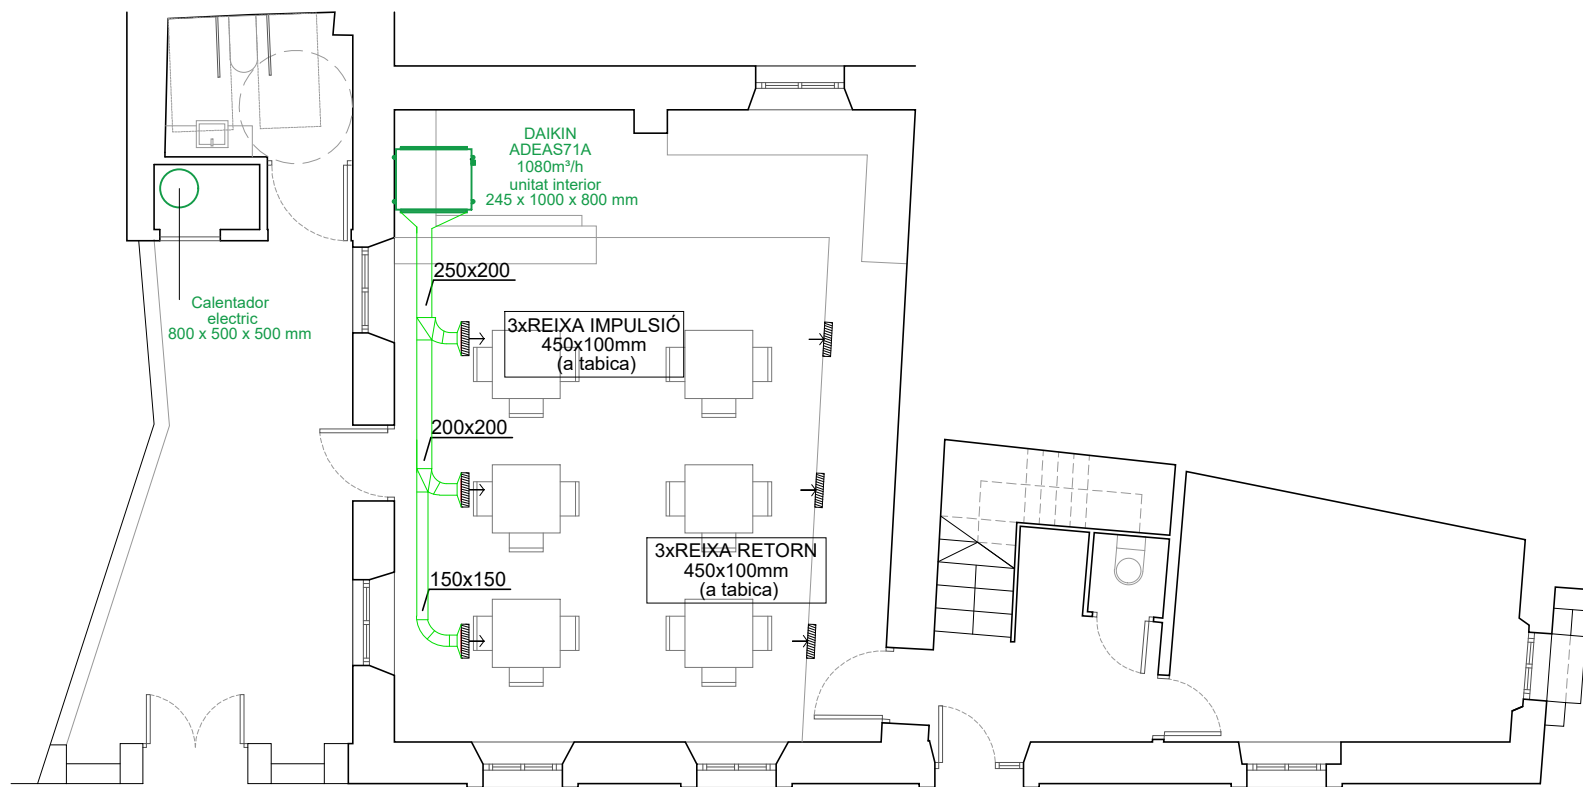 DAIKIN
ADEAS71A
1080m³/h
unitat interior
245 x 1000 x 800 mm
250x200
Calentador
electric
800 x 500 x 500 mm
3xREIXA IMPULSIÓ
450x100mm
(a tabica)
200x200
3xREIXA RETORN
450x100mm
(a tabica)
150x150